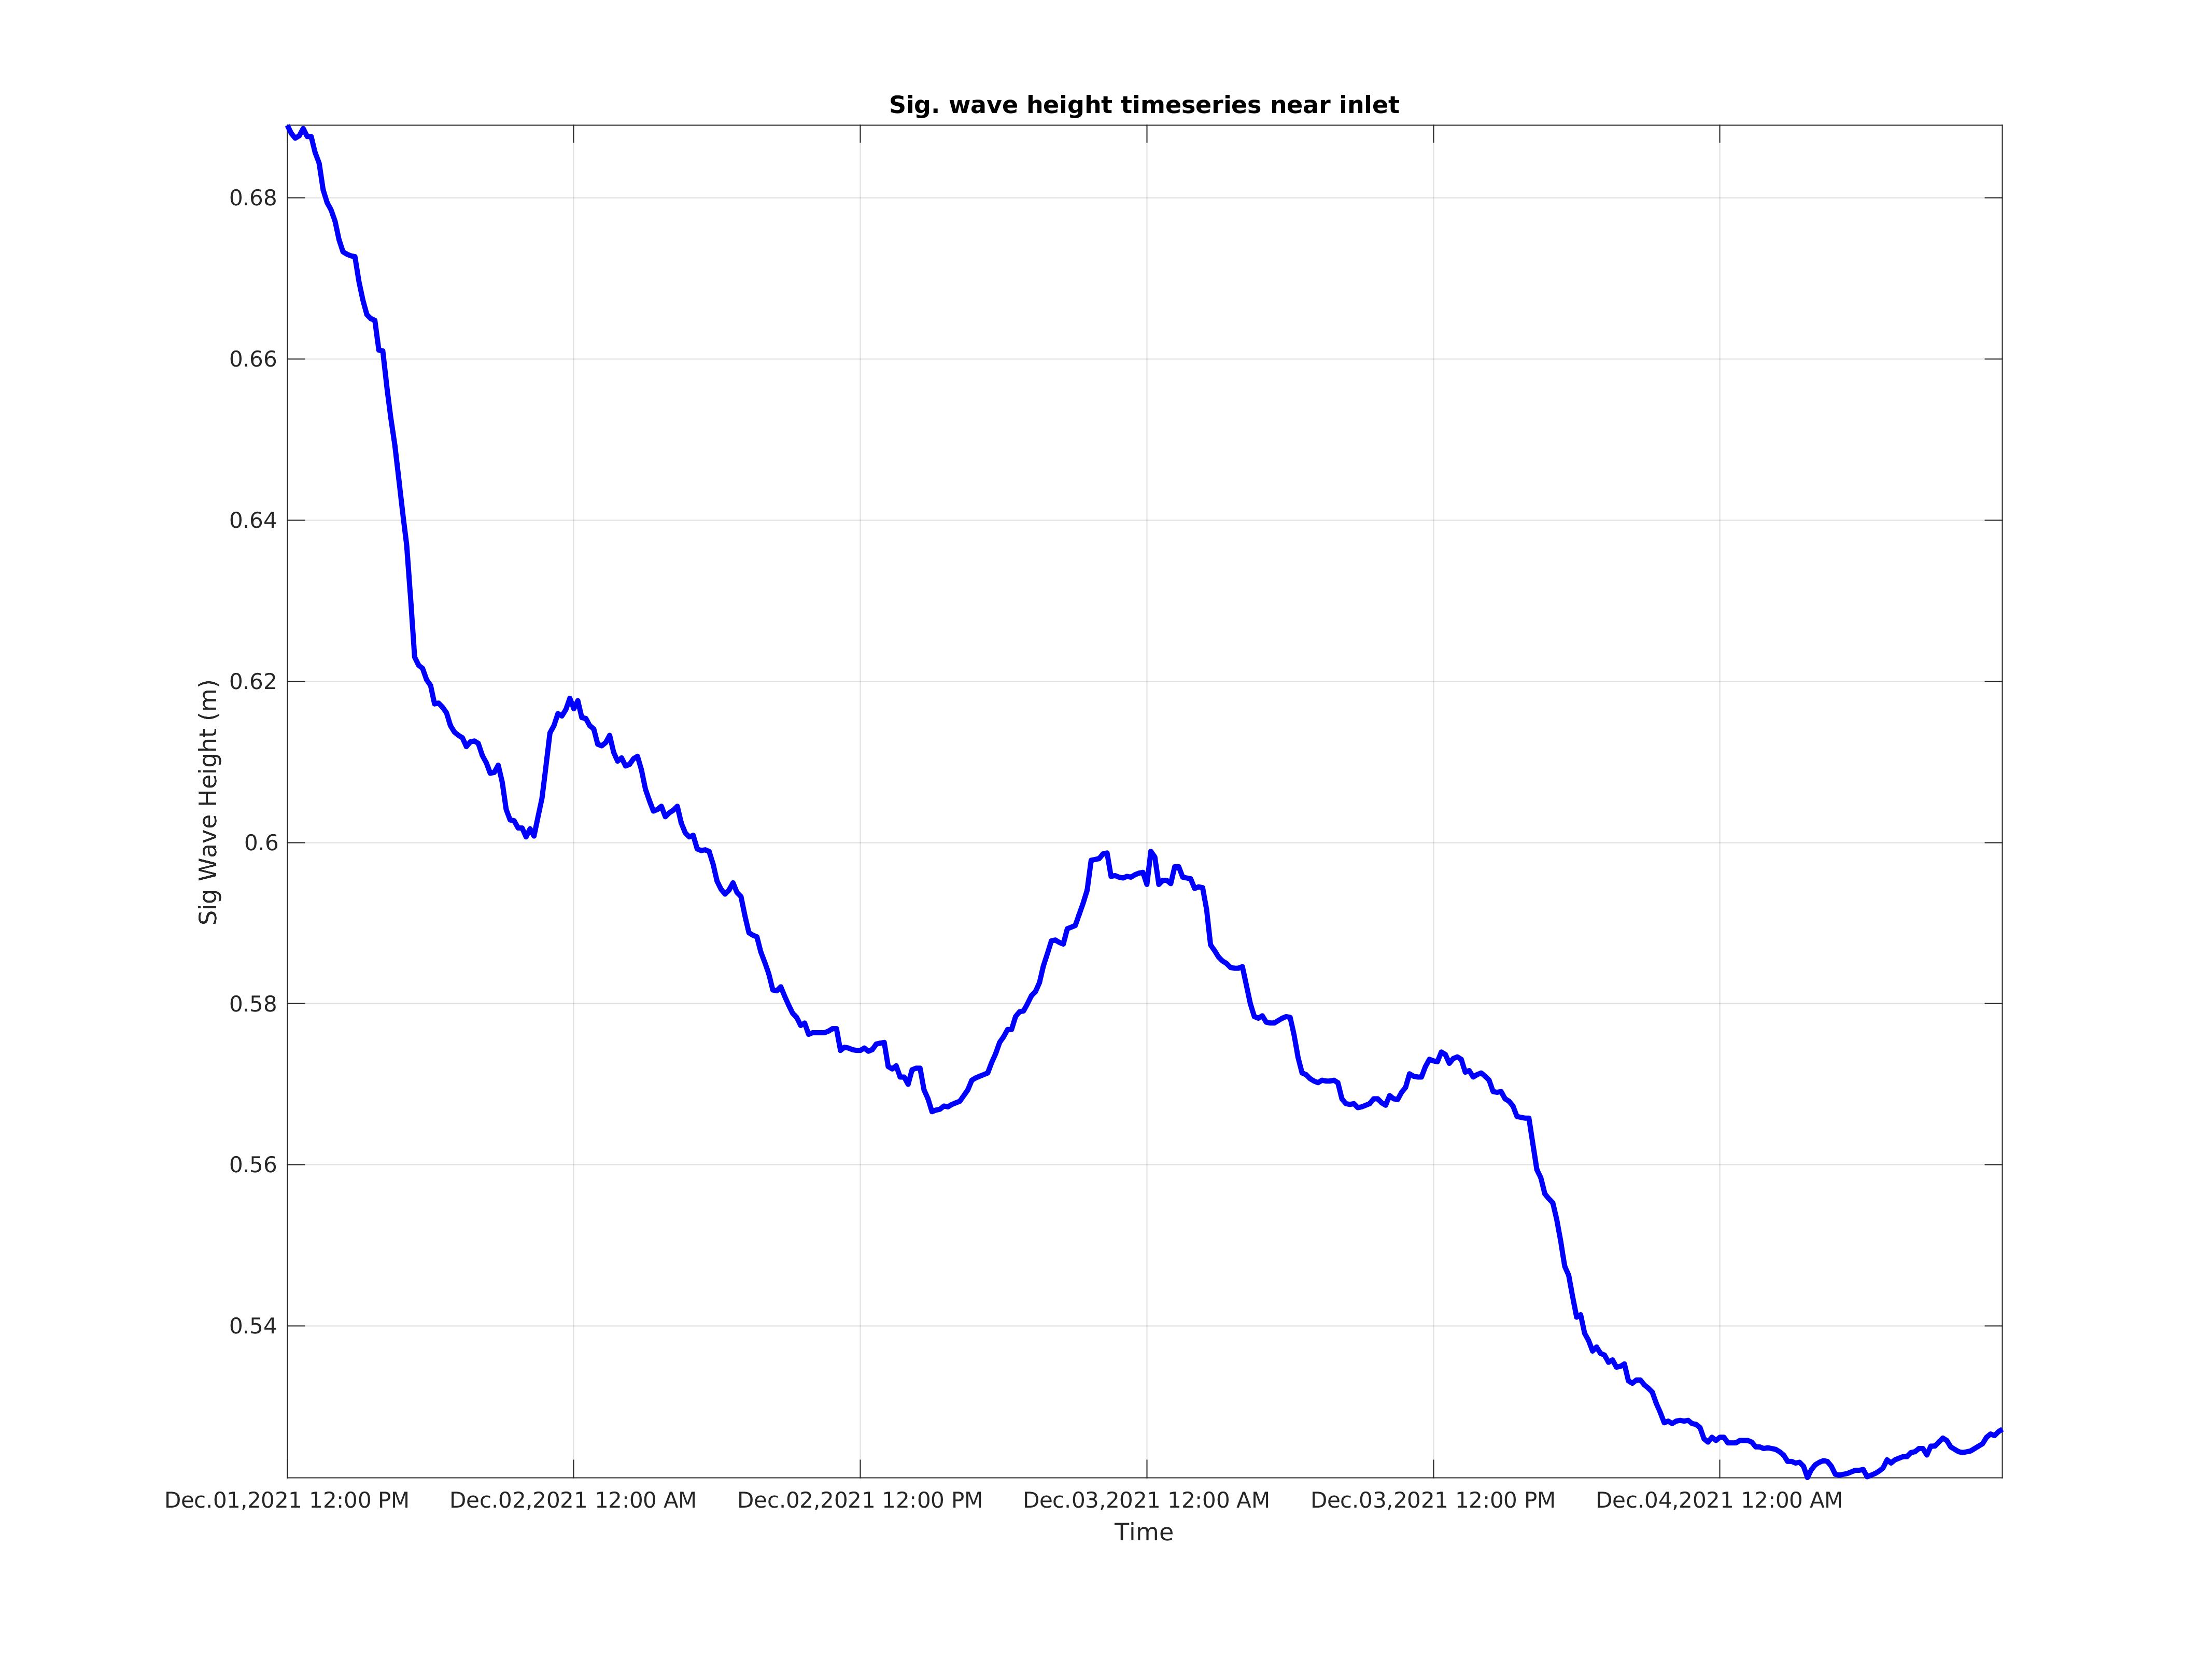 Sig. wave height timeseries near inlet
0.68
0.66
0.64
0.62
0.6
0.58
0.56
0.54
Sig Wave Height (m)
Dec.01,2021 12:00 PM Dec.02,2021 12:00 AM Dec.02,2021 12:00 PM Dec.03,2021 12:00 AM Dec.03,2021 12:00 PM Dec.04,2021 12:00 AM
Time